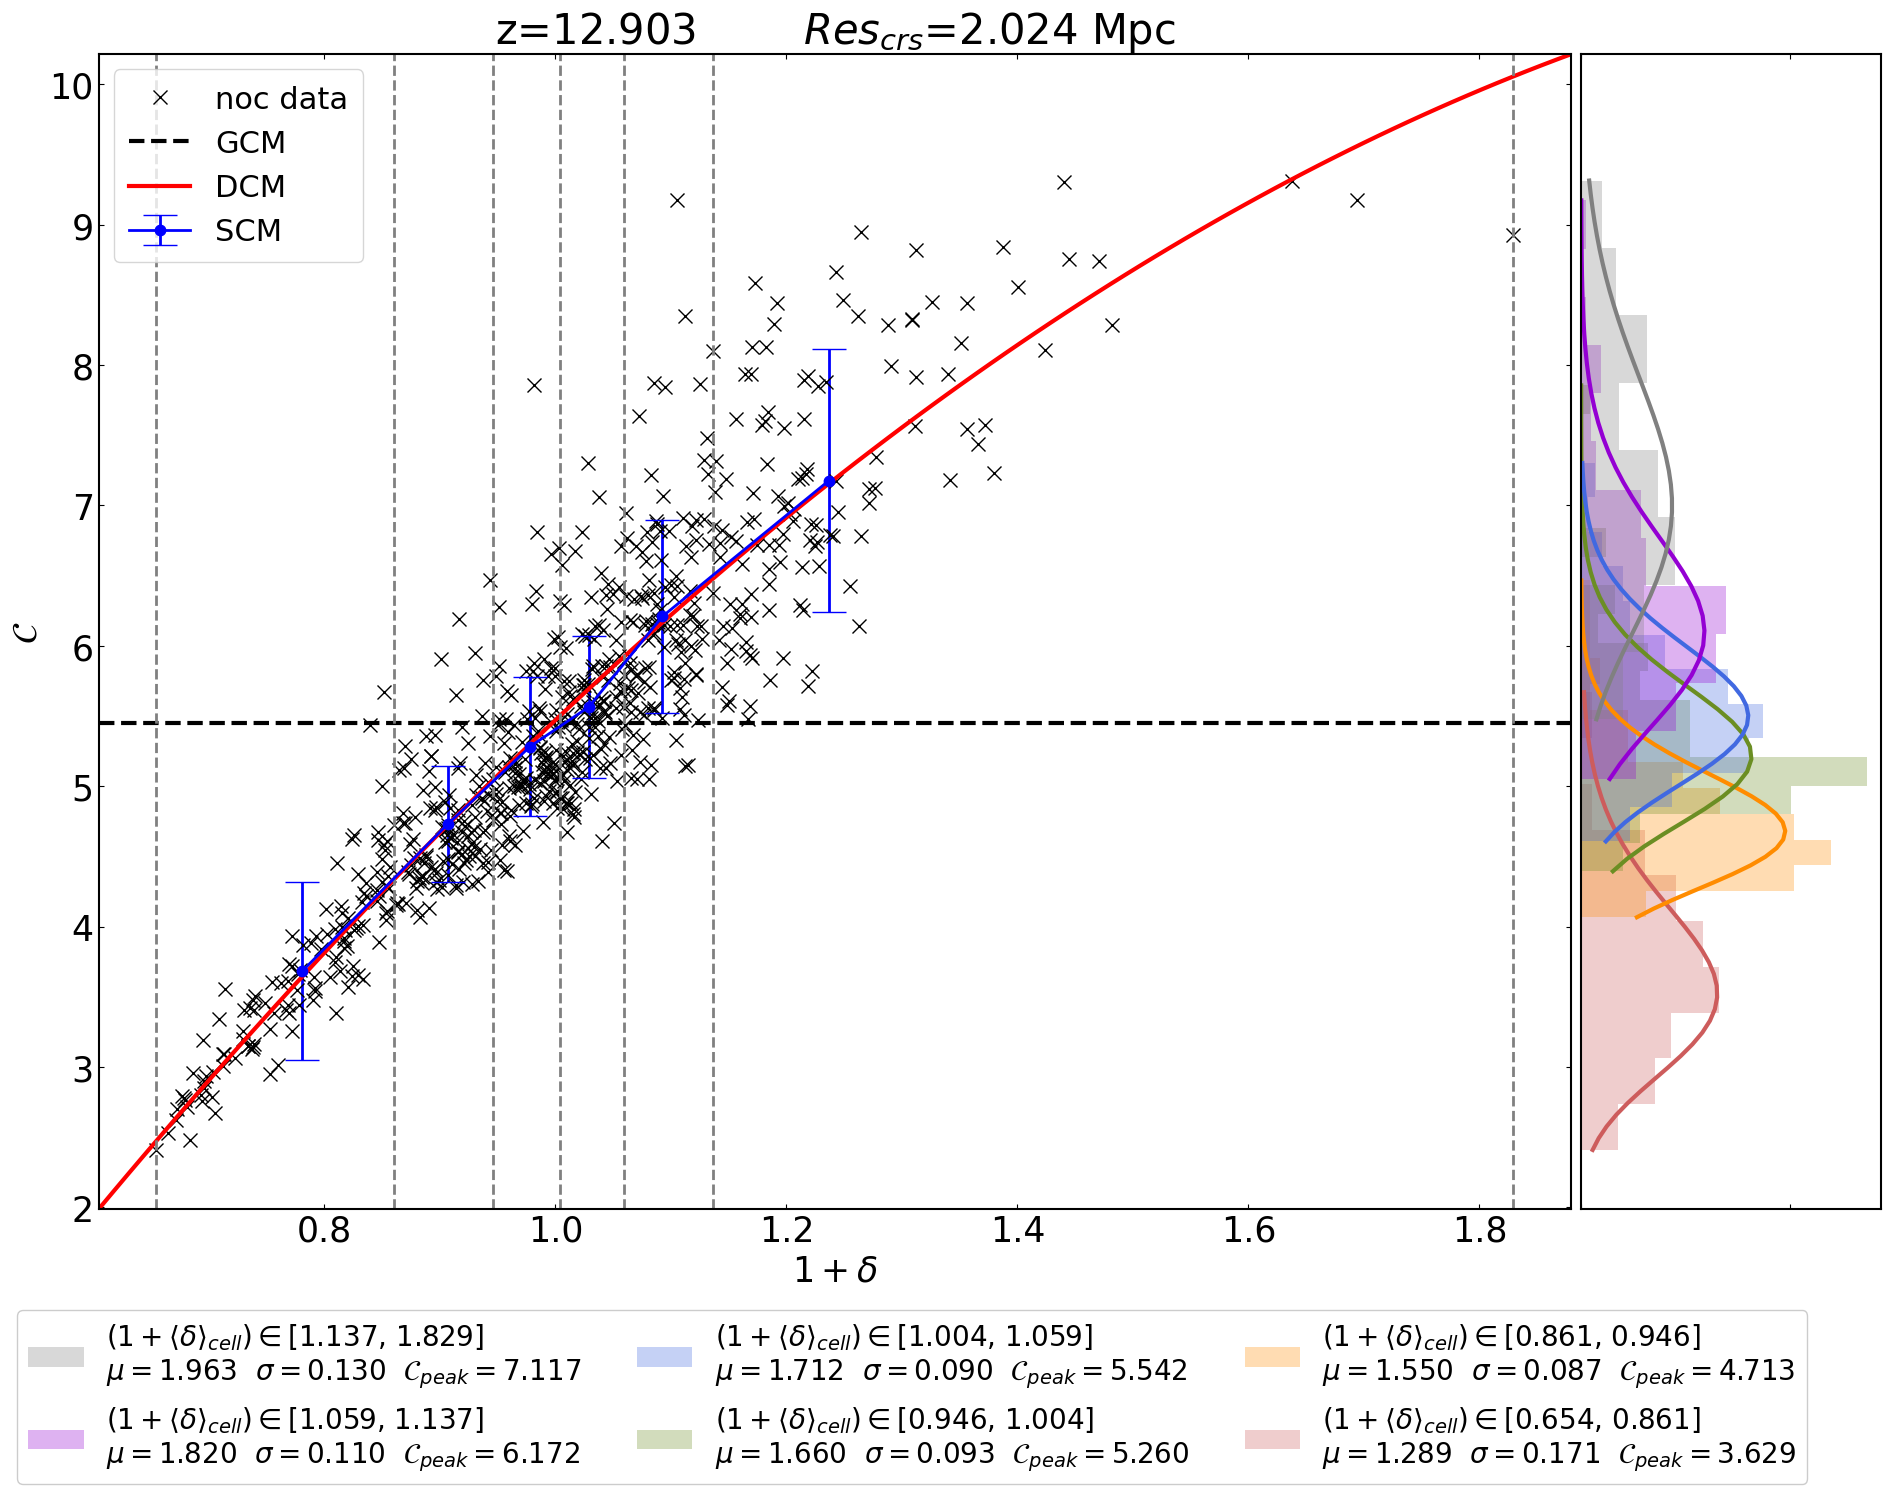 z=12.903 Res_crs=2.024 Mpc
noc data
GCM
DCM
SCM
10
9
8
7
6
5
4
3
2
𝒞
0.8 1.0 1.2 1.4 1.6 1.8
1 + δ
(1 + ⟨δ⟩_cell) ∈ [1.137, 1.829]
μ = 1.963 σ = 0.130 𝒞_peak = 7.117
(1 + ⟨δ⟩_cell) ∈ [1.059, 1.137]
μ = 1.820 σ = 0.110 𝒞_peak = 6.172
(1 + ⟨δ⟩_cell) ∈ [1.004, 1.059]
μ = 1.712 σ = 0.090 𝒞_peak = 5.542
(1 + ⟨δ⟩_cell) ∈ [0.946, 1.004]
μ = 1.660 σ = 0.093 𝒞_peak = 5.260
(1 + ⟨δ⟩_cell) ∈ [0.861, 0.946]
μ = 1.550 σ = 0.087 𝒞_peak = 4.713
(1 + ⟨δ⟩_cell) ∈ [0.654, 0.861]
μ = 1.289 σ = 0.171 𝒞_peak = 3.629